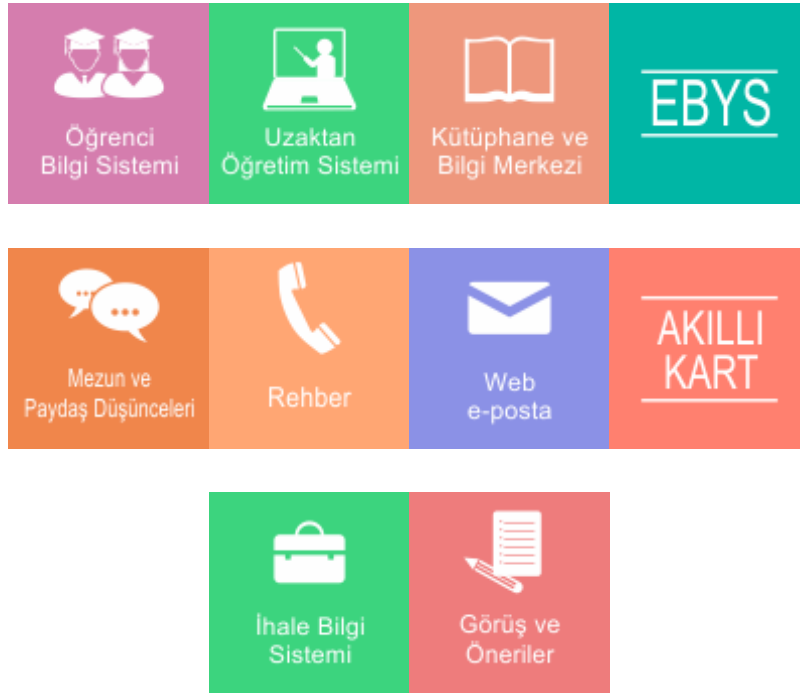 Öğrenci
Bilgi Sistemi
Uzaktan
Öğretim Sistemi
Kütüphane ve
Bilgi Merkezi
EBYS
Mezun ve
Paydaş Düşünceleri
Rehber
Web
e-posta
AKILLI
KART
İhale Bilgi
Sistemi
Görüş ve
Öneriler